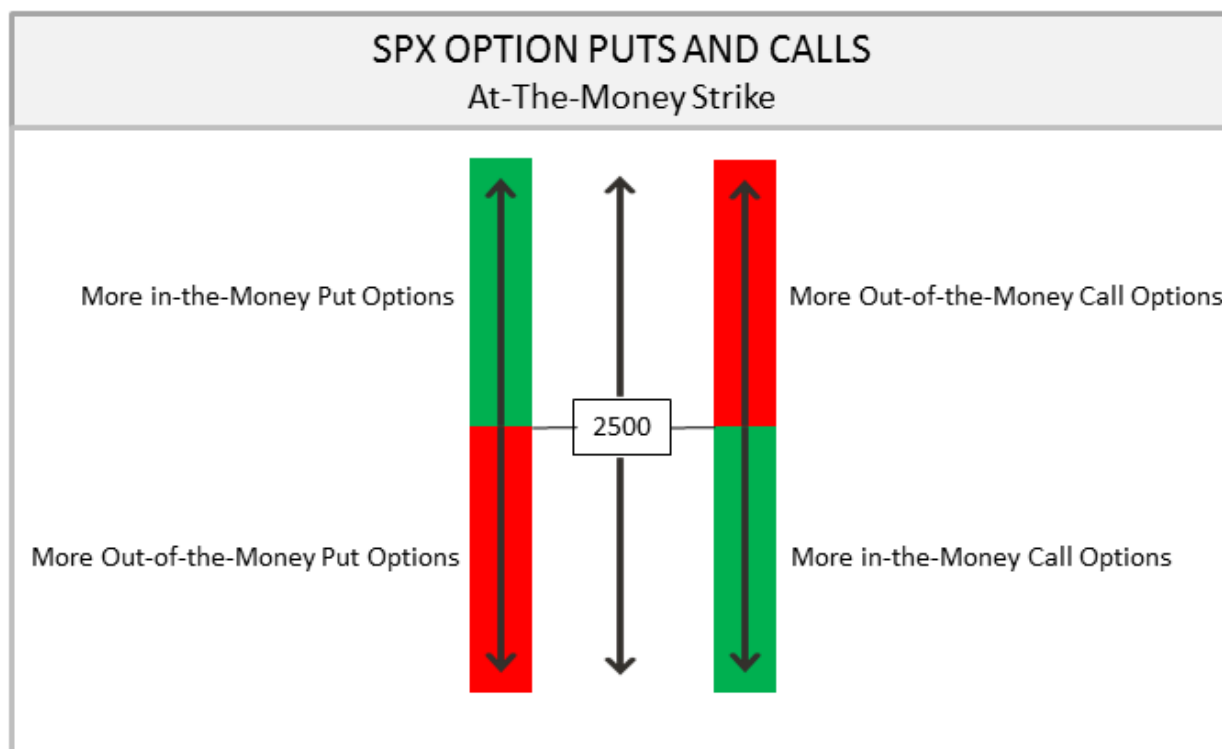 SPX OPTION PUTS AND CALLS
At-The-Money Strike
More in-the-Money Put Options
More Out-of-the-Money Call Options
2500
More Out-of-the-Money Put Options
More in-the-Money Call Options